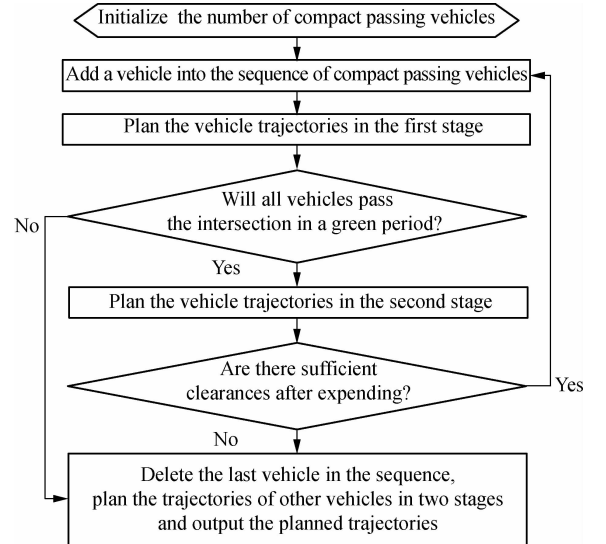 Initialize the number of compact passing vehicles
Add a vehicle into the sequence of compact passing vehicles
Plan the vehicle trajectories in the first stage
Will all vehicles pass
the intersection in a green period?
No
Yes
Plan the vehicle trajectories in the second stage
Are there sufficient
clearances after expending?
Yes
No
Delete the last vehicle in the sequence,
plan the trajectories of other vehicles in two stages
and output the planned trajectories